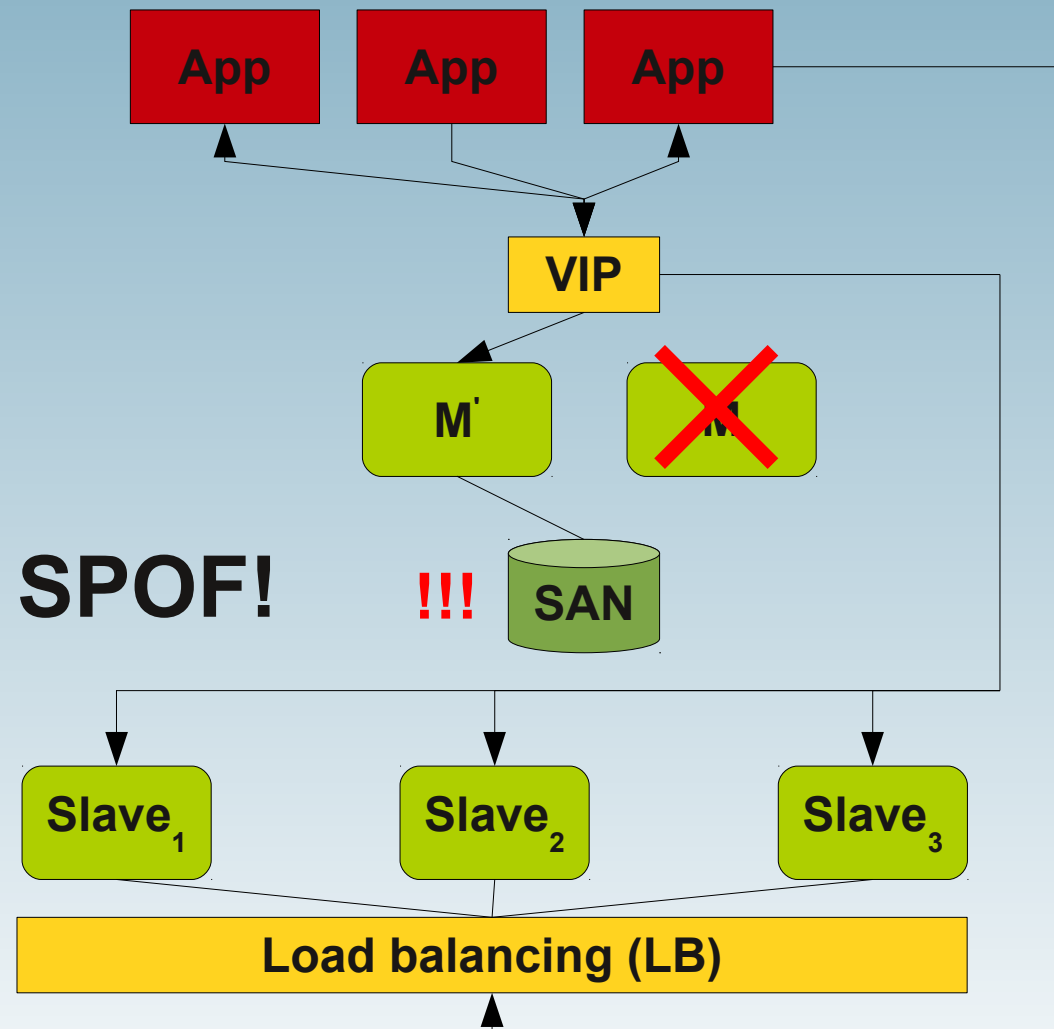 App App App
VIP
M' M
SPOF! !!! SAN
Slave1 Slave2 Slave3
Load balancing (LB)